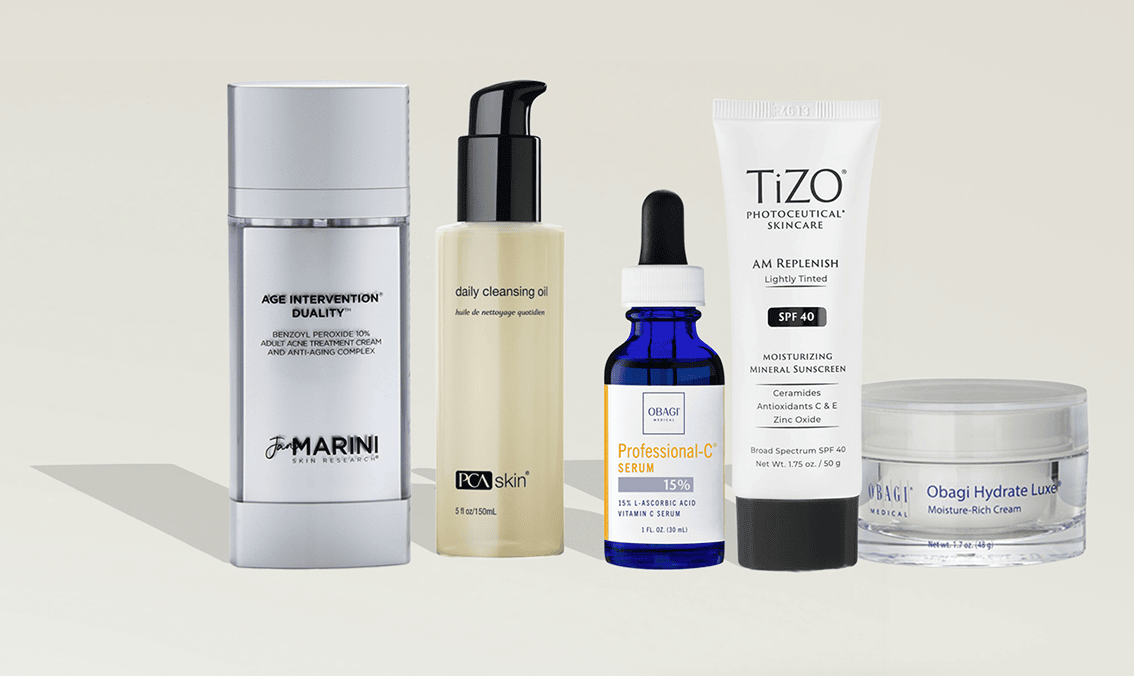 AGE INTERVENTION®
DUALITY™
BENZOYL PEROXIDE 10%
ADULT ACNE TREATMENT CREAM
AND ANTI-AGING COMPLEX
Jan MARINI
SKIN RESEARCH®
daily cleansing oil
huile de nettoyage quotidien
PCA skin®
5 fl oz/150mL
OBAGI®
MEDICAL
Professional-C®
SERUM
15%
15% L-ASCORBIC ACID
VITAMIN C SERUM
1 FL. OZ. (30 mL)
TiZO®
PHOTOCEUTICAL®
SKINCARE
AM REPLENISH
Lightly Tinted
SPF 40
MOISTURIZING
MINERAL SUNSCREEN
Ceramides
Antioxidants C & E
Zinc Oxide
Broad Spectrum SPF 40
Net Wt. 1.75 oz. / 50 g
OBAGI®
MEDICAL
Obagi Hydrate Luxe®
Moisture-Rich Cream
Net wt. 1.7 oz. (48 g)